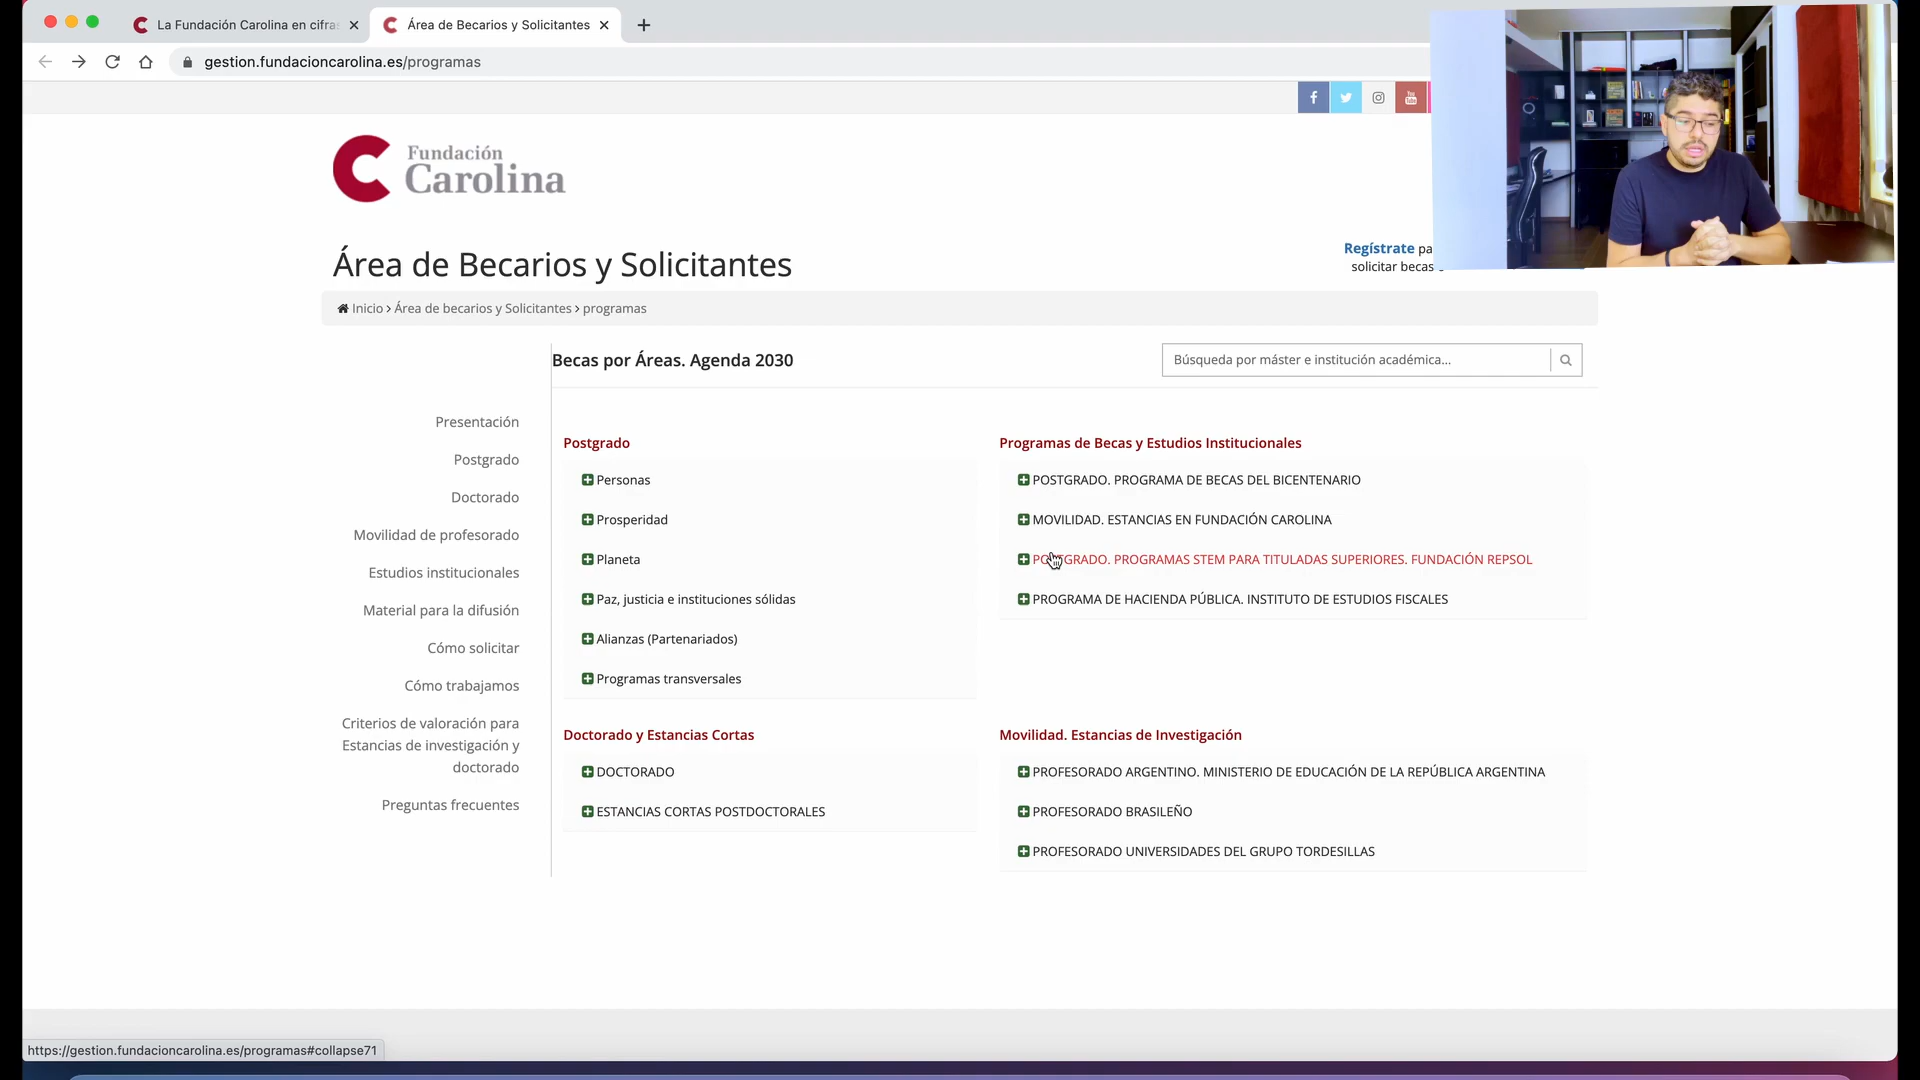 La Fundación Carolina en cifra
Área de Becarios y Solicitantes
gestion.fundacioncarolina.es/programas
Fundación
Carolina
Área de Becarios y Solicitantes
Regístrate pa
solicitar becas
Inicio > Área de becarios y Solicitantes > programas
Becas por Áreas. Agenda 2030
Búsqueda por máster e institución académica...
Presentación
Postgrado
Doctorado
Movilidad de profesorado
Estudios institucionales
Material para la difusión
Cómo solicitar
Cómo trabajamos
Criterios de valoración para
Estancias de investigación y
doctorado
Preguntas frecuentes
Postgrado
Personas
Prosperidad
Planeta
Paz, justicia e instituciones sólidas
Alianzas (Partenariados)
Programas transversales
Programas de Becas y Estudios Institucionales
POSTGRADO. PROGRAMA DE BECAS DEL BICENTENARIO
MOVILIDAD. ESTANCIAS EN FUNDACIÓN CAROLINA
POSTGRADO. PROGRAMAS STEM PARA TITULADAS SUPERIORES. FUNDACIÓN REPSOL
PROGRAMA DE HACIENDA PÚBLICA. INSTITUTO DE ESTUDIOS FISCALES
Doctorado y Estancias Cortas
DOCTORADO
ESTANCIAS CORTAS POSTDOCTORALES
Movilidad. Estancias de Investigación
PROFESORADO ARGENTINO. MINISTERIO DE EDUCACIÓN DE LA REPÚBLICA ARGENTINA
PROFESORADO BRASILEÑO
PROFESORADO UNIVERSIDADES DEL GRUPO TORDESILLAS
https://gestion.fundacioncarolina.es/programas#collapse71